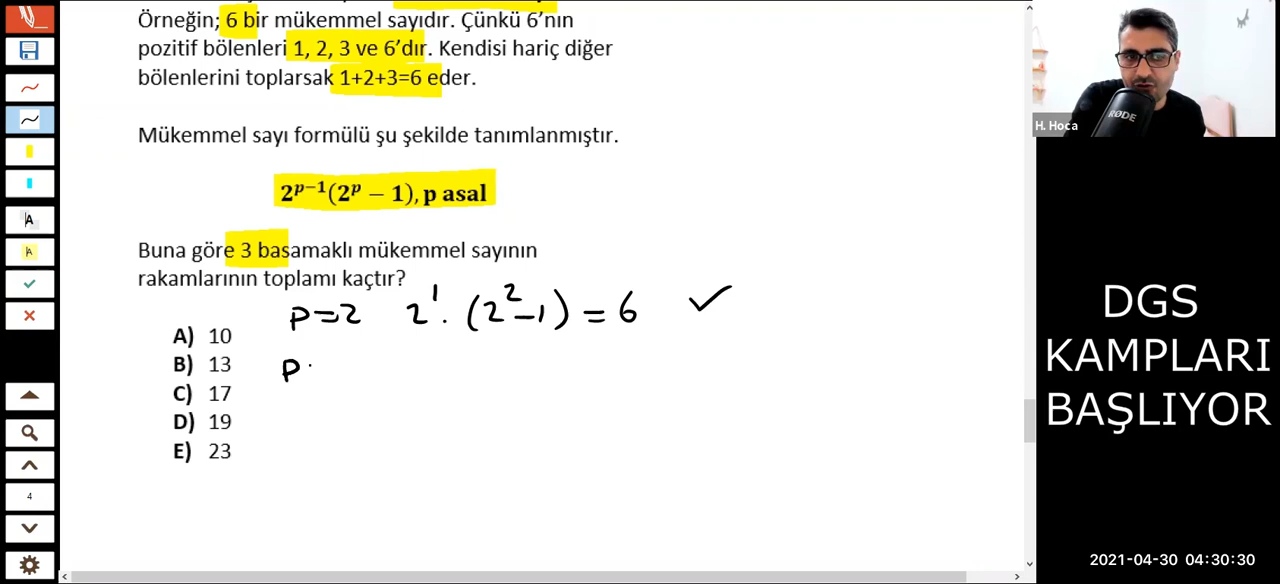 Örneğin; 6 bir mükemmel sayıdır. Çünkü 6’nın
pozitif bölenleri 1, 2, 3 ve 6’dır. Kendisi hariç diğer
bölenlerini toplarsak 1+2+3=6 eder.
Mükemmel sayı formülü şu şekilde tanımlanmıştır.
2^{p−1}(2^p − 1), p asal
Buna göre 3 basamaklı mükemmel sayının
rakamlarının toplamı kaçtır?
p=2 2^1 . (2^2-1) = 6 ✓
A) 10
B) 13
p
C) 17
D) 19
E) 23
4
RØDE
H. Hoca
DGS
KAMPLARI
BAŞLIYOR
2021-04-30 04:30:30